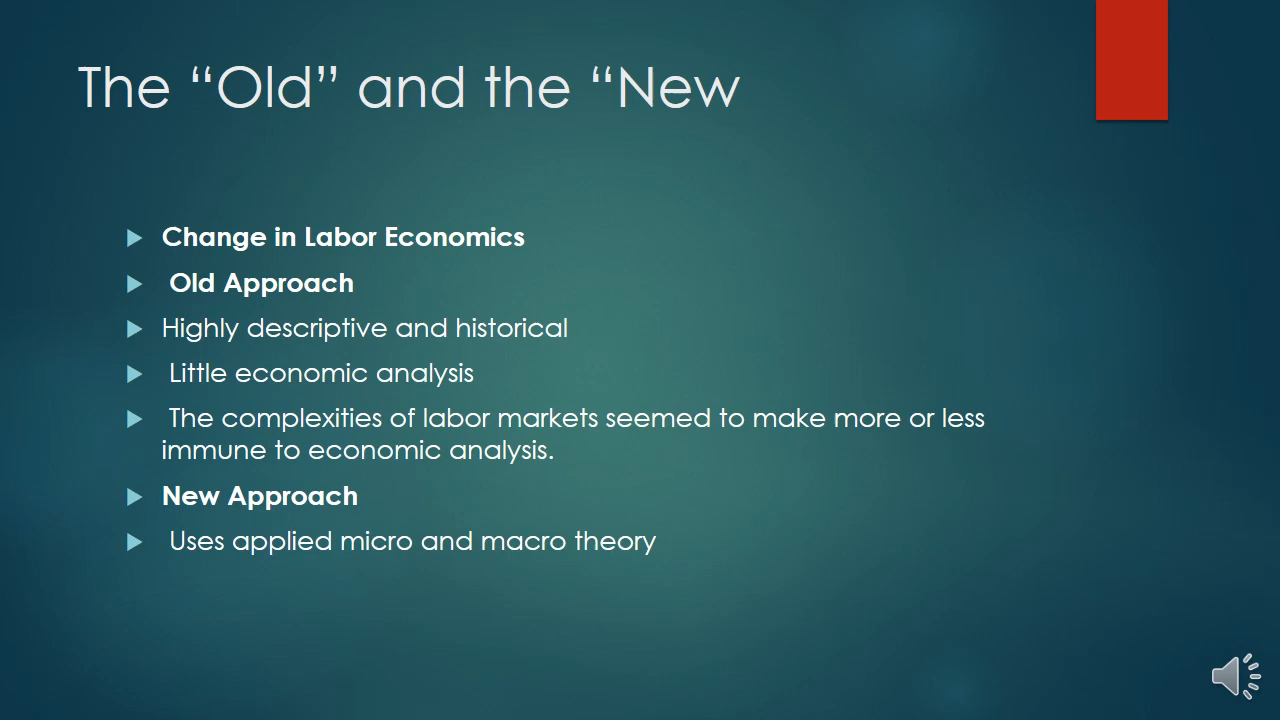 The “Old” and the “New
Change in Labor Economics
Old Approach
Highly descriptive and historical
Little economic analysis
The complexities of labor markets seemed to make more or less
immune to economic analysis.
New Approach
Uses applied micro and macro theory